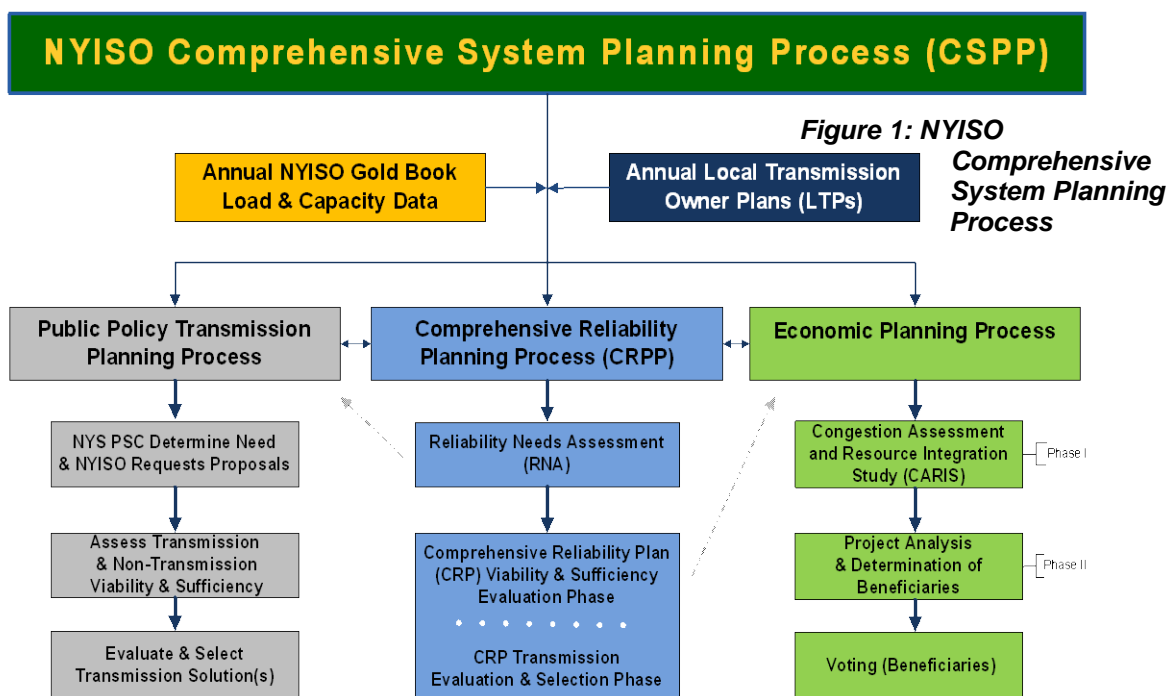 NYISO Comprehensive System Planning Process (CSPP)
Figure 1: NYISO
Comprehensive
System Planning
Process
Annual NYISO Gold Book
Load & Capacity Data
Annual Local Transmission
Owner Plans (LTPs)
Public Policy Transmission
Planning Process
Comprehensive Reliability
Planning Process (CRPP)
Economic Planning Process
NYS PSC Determine Need
& NYISO Requests Proposals
Reliability Needs Assessment
(RNA)
Congestion Assessment
and Resource Integration
Study (CARIS)
Phase I
Assess Transmission
& Non-Transmission
Viability & Sufficiency
Comprehensive Reliability Plan
(CRP) Viability & Sufficiency
Evaluation Phase
Project Analysis
& Determination of
Beneficiaries
Phase II
Evaluate & Select
Transmission Solution(s)
CRP Transmission
Evaluation & Selection Phase
Voting (Beneficiaries)